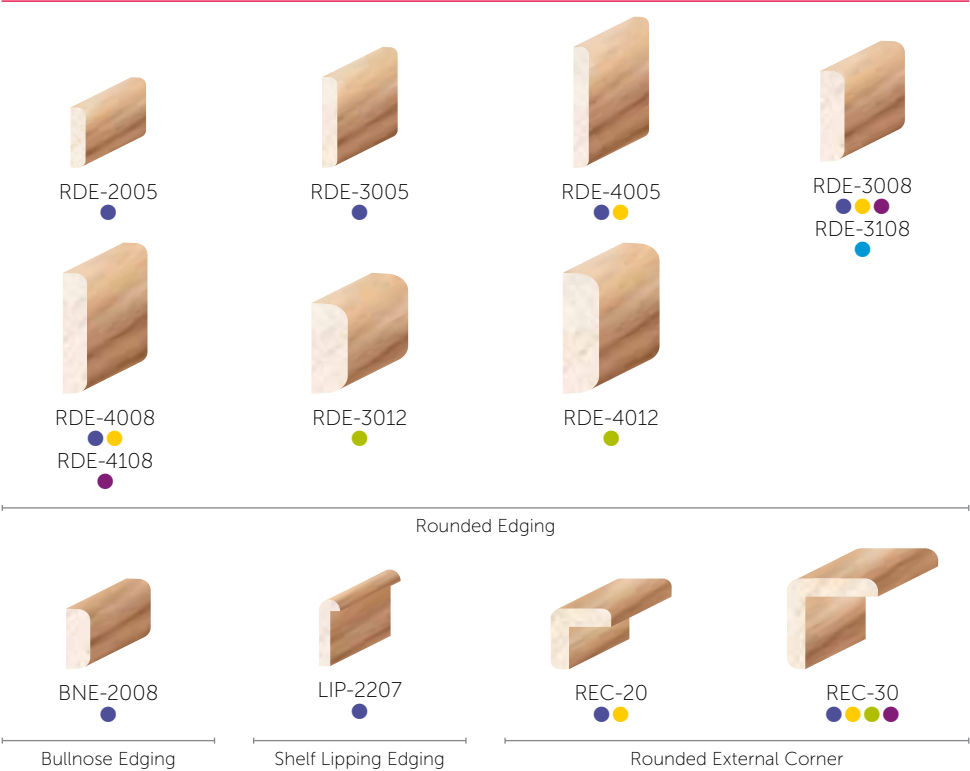 RDE-2005
RDE-3005
RDE-4005
RDE-3008
RDE-3108
RDE-4008
RDE-4108
RDE-3012
RDE-4012
Rounded Edging
BNE-2008
LIP-2207
REC-20
REC-30
Bullnose Edging
Shelf Lipping Edging
Rounded External Corner